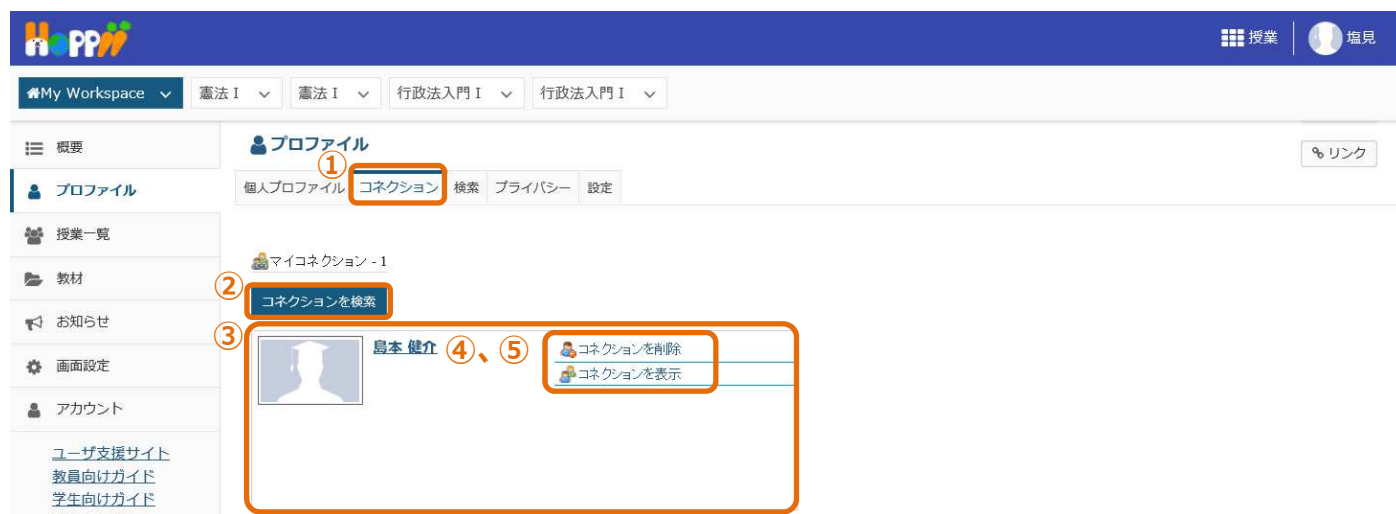 Hoppii
授業 塩見
My Workspace 憲法 I 憲法 I 行政法入門 I 行政法入門 I
概要
プロファイル
授業一覧
教材
お知らせ
画面設定
アカウント
ユーザ支援サイト
教員向けガイド
学生向けガイド
プロファイル
リンク
①
個人プロファイル コネクション 検索 プライバシー 設定
マイコネクション - 1
②
コネクションを検索
③
島本 健介 ④、⑤
コネクションを削除
コネクションを表示